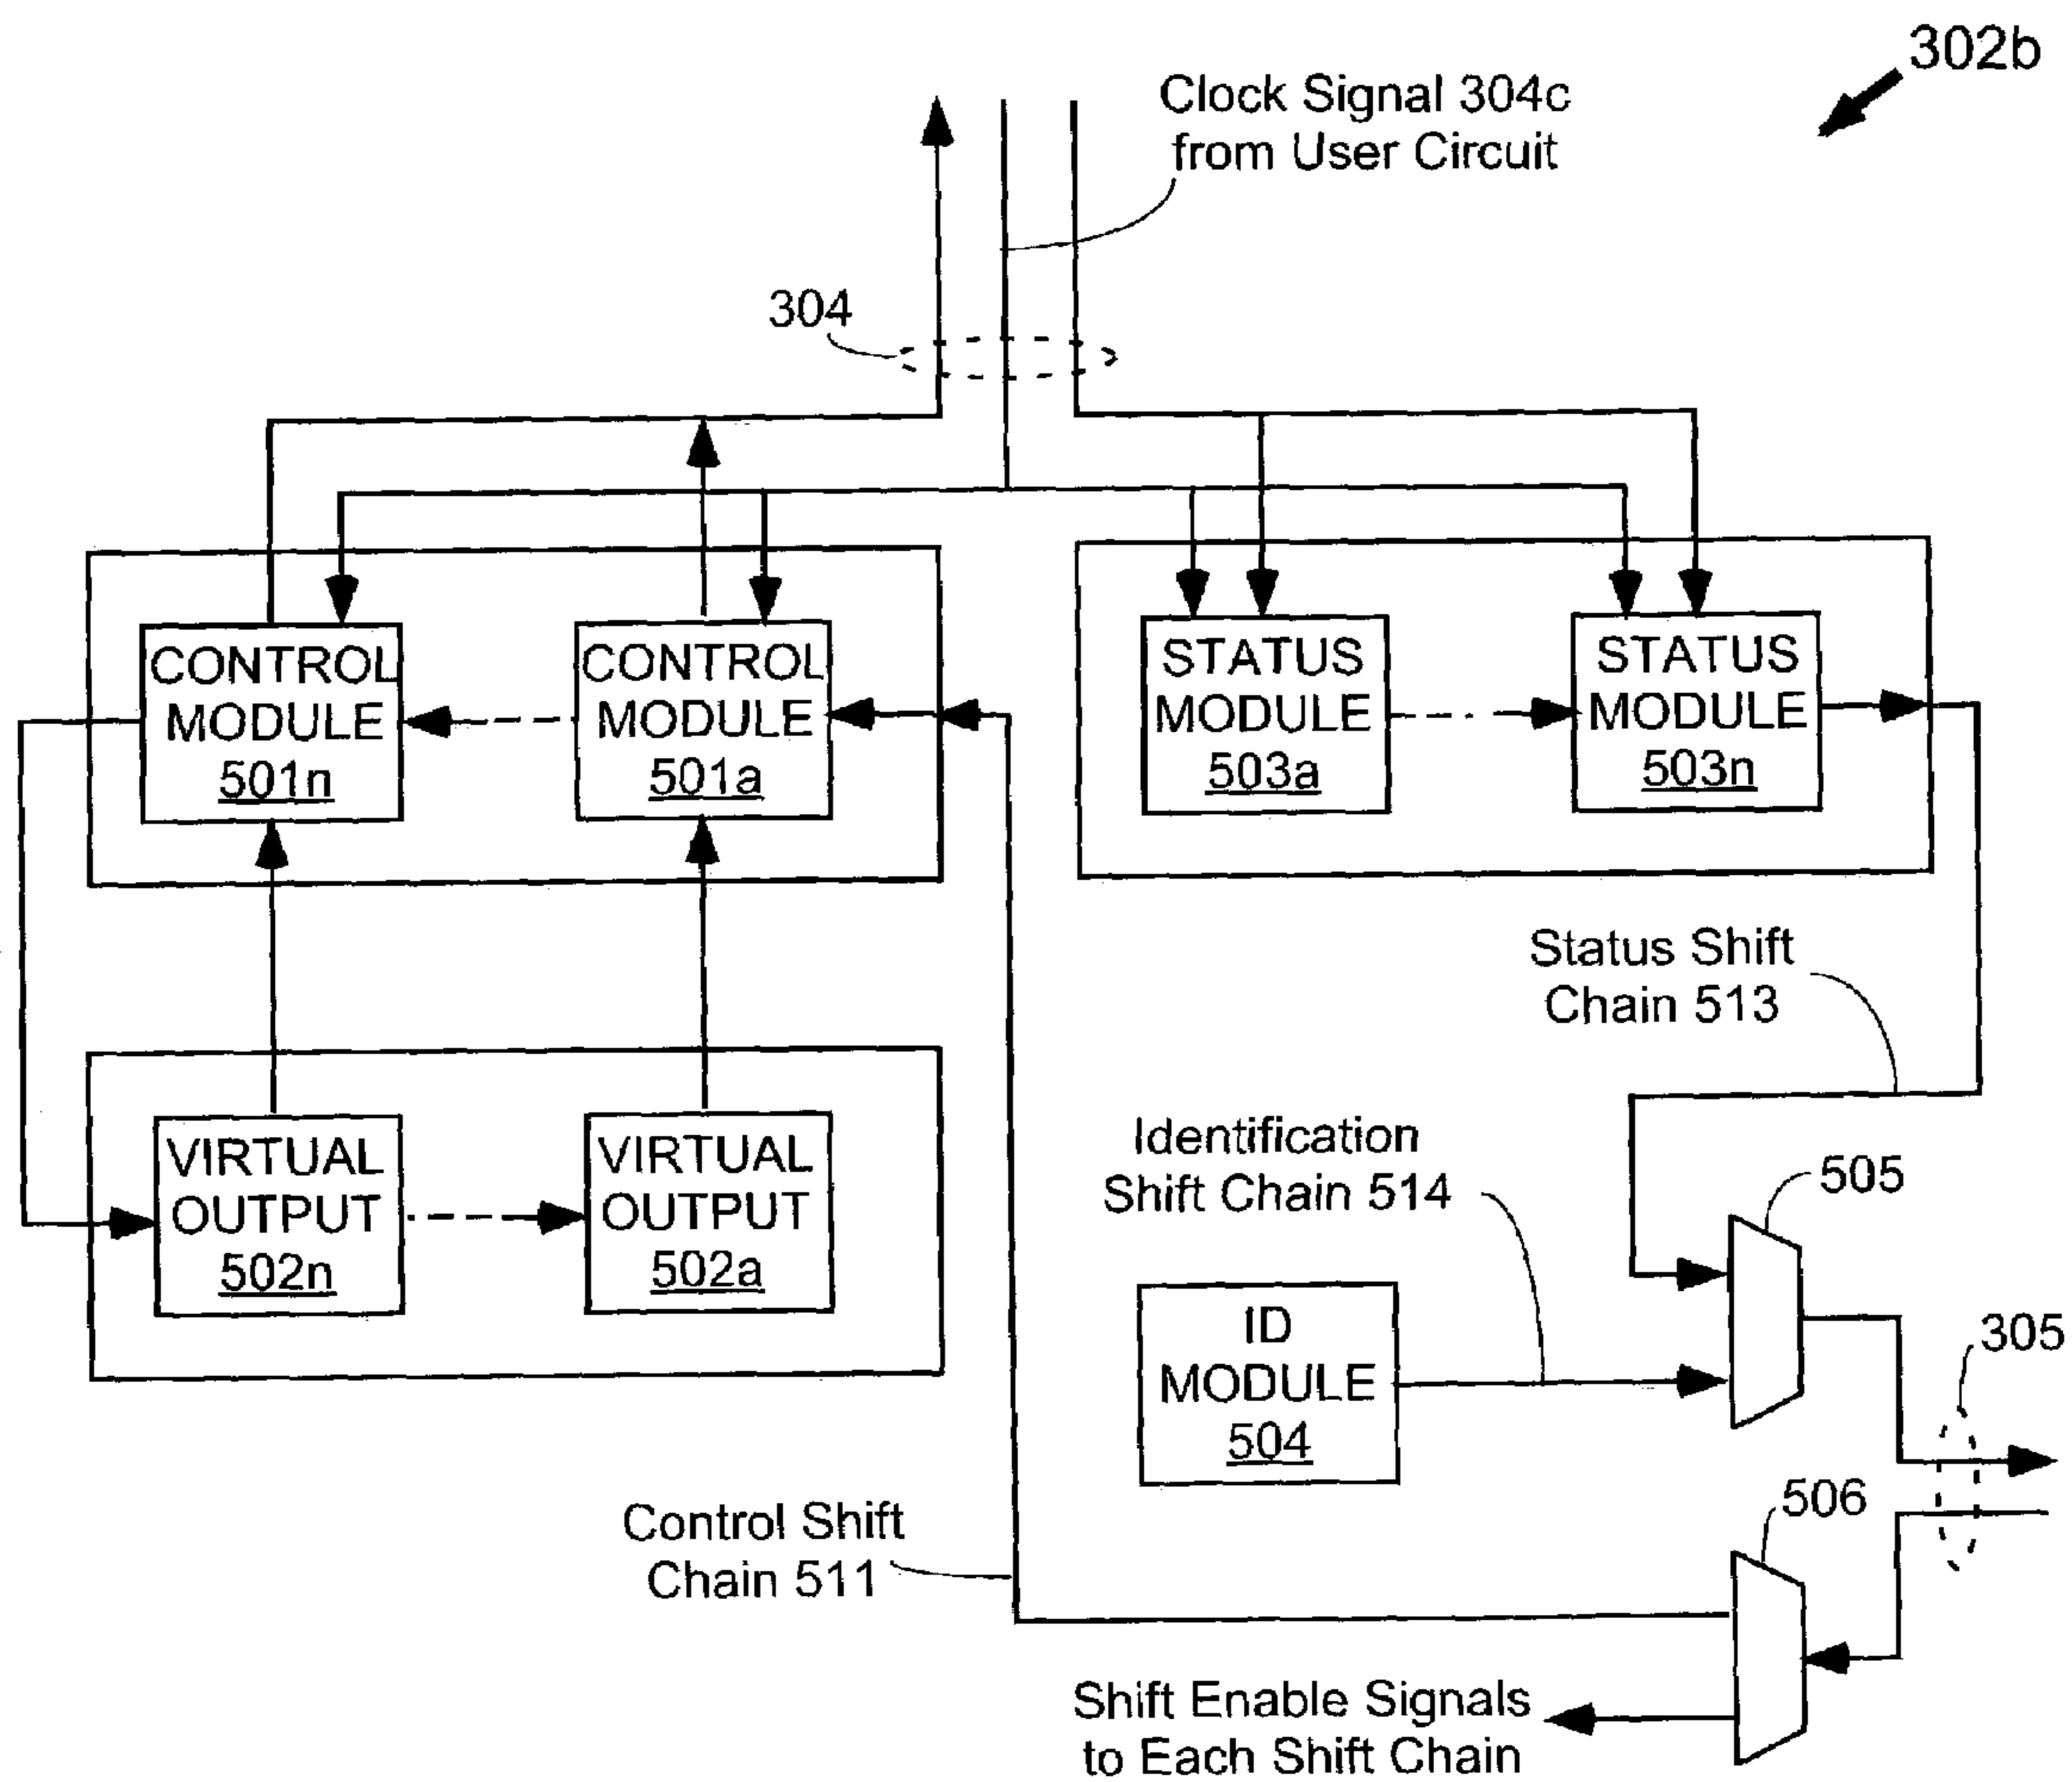 302b
Clock Signal 304c
from User Circuit
304
CONTROL
MODULE
501n
CONTROL
MODULE
501a
STATUS
MODULE
503a
STATUS
MODULE
503n
Status Shift
Chain 513
VIRTUAL
OUTPUT
502n
VIRTUAL
OUTPUT
502a
Identification
Shift Chain 514
505
ID
MODULE
504
305
506
Control Shift
Chain 511
Shift Enable Signals
to Each Shift Chain